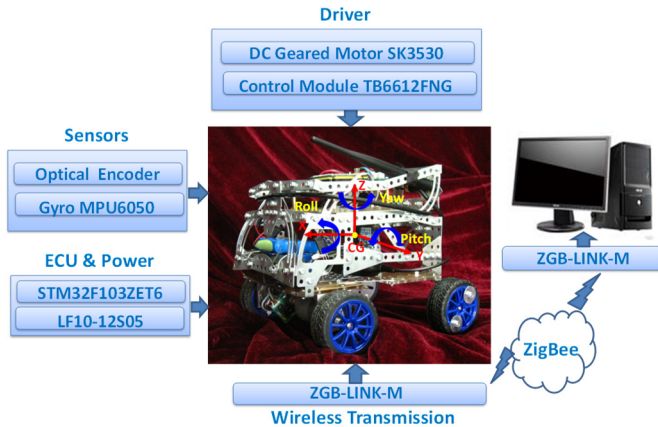 Driver
DC Geared Motor SK3530
Control Module TB6612FNG
Sensors
Optical Encoder
Gyro MPU6050
ECU & Power
STM32F103ZET6
LF10-12S05
Z
Yaw
Roll
X
CG
Pitch
Y
ZGB-LINK-M
ZigBee
ZGB-LINK-M
Wireless Transmission